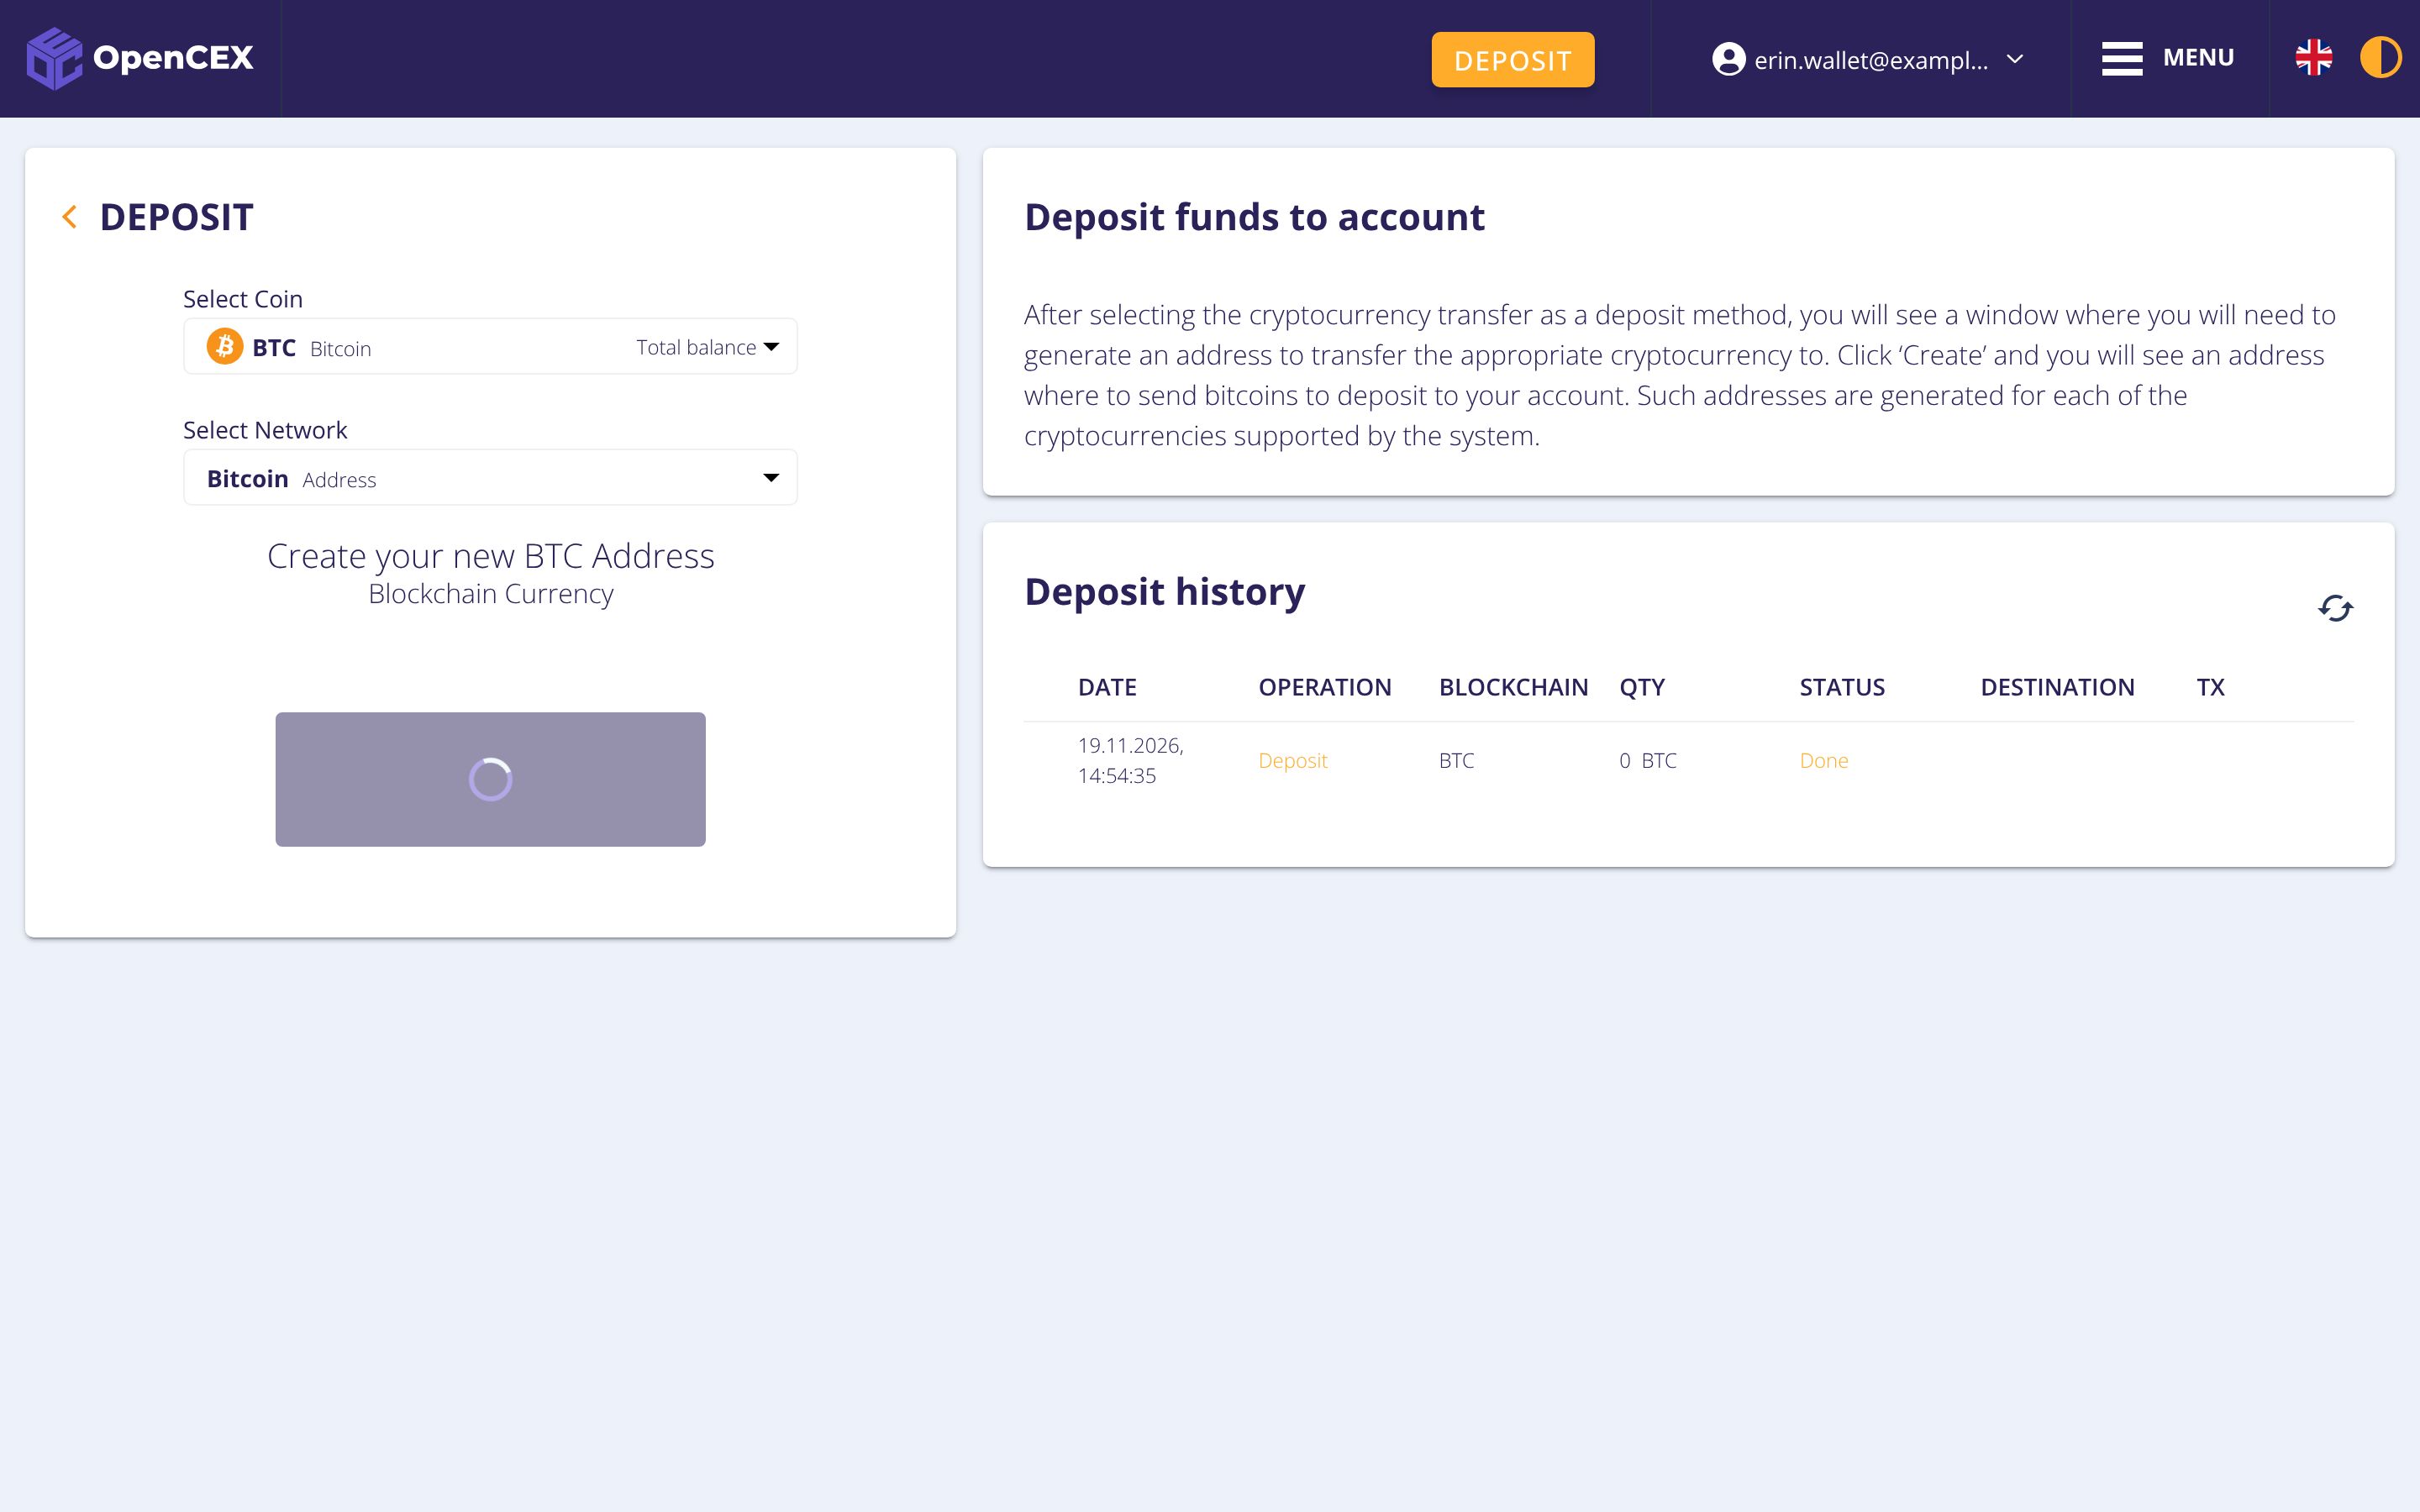 OpenCEX
DEPOSIT
erin.wallet@exampl...
MENU
DEPOSIT
Select Coin
BTC Bitcoin Total balance
Select Network
Bitcoin Address
Create your new BTC Address
Blockchain Currency
Deposit funds to account
After selecting the cryptocurrency transfer as a deposit method, you will see a window where you will need to
generate an address to transfer the appropriate cryptocurrency to. Click ‘Create’ and you will see an address
where to send bitcoins to deposit to your account. Such addresses are generated for each of the
cryptocurrencies supported by the system.
Deposit history
DATE OPERATION BLOCKCHAIN QTY STATUS DESTINATION TX
19.11.2026,
14:54:35
Deposit BTC 0 BTC Done